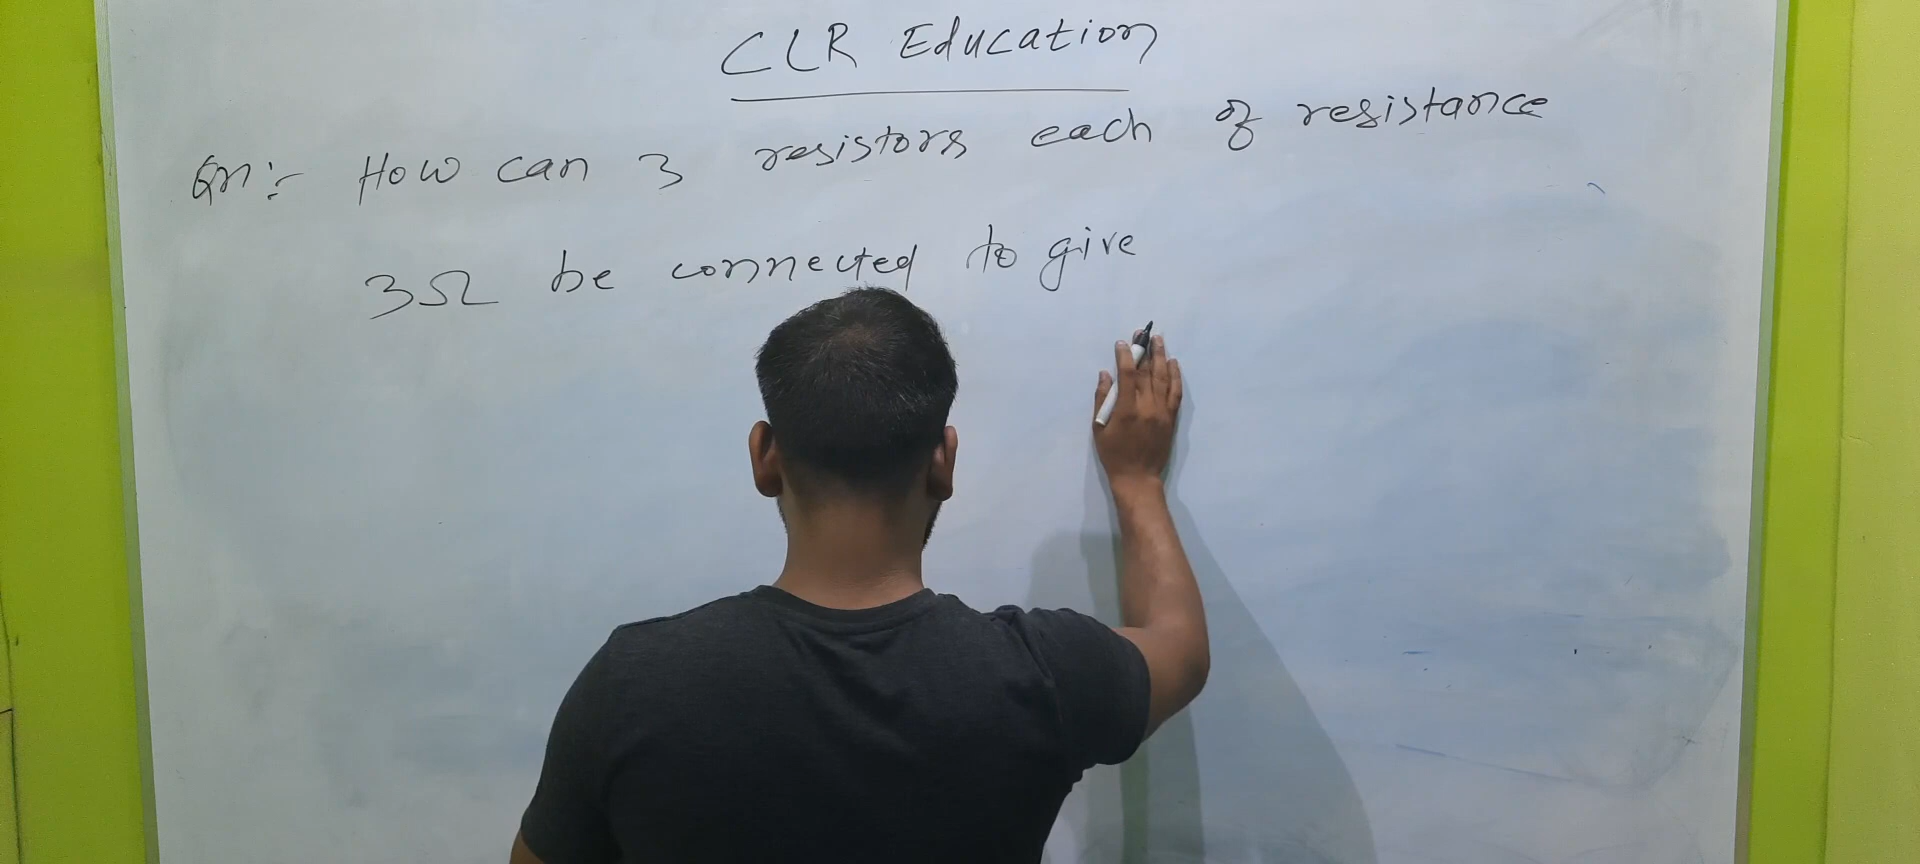 CLR Education
Qn:- How can 3 resistors each of resistance
3Ω be connected to give